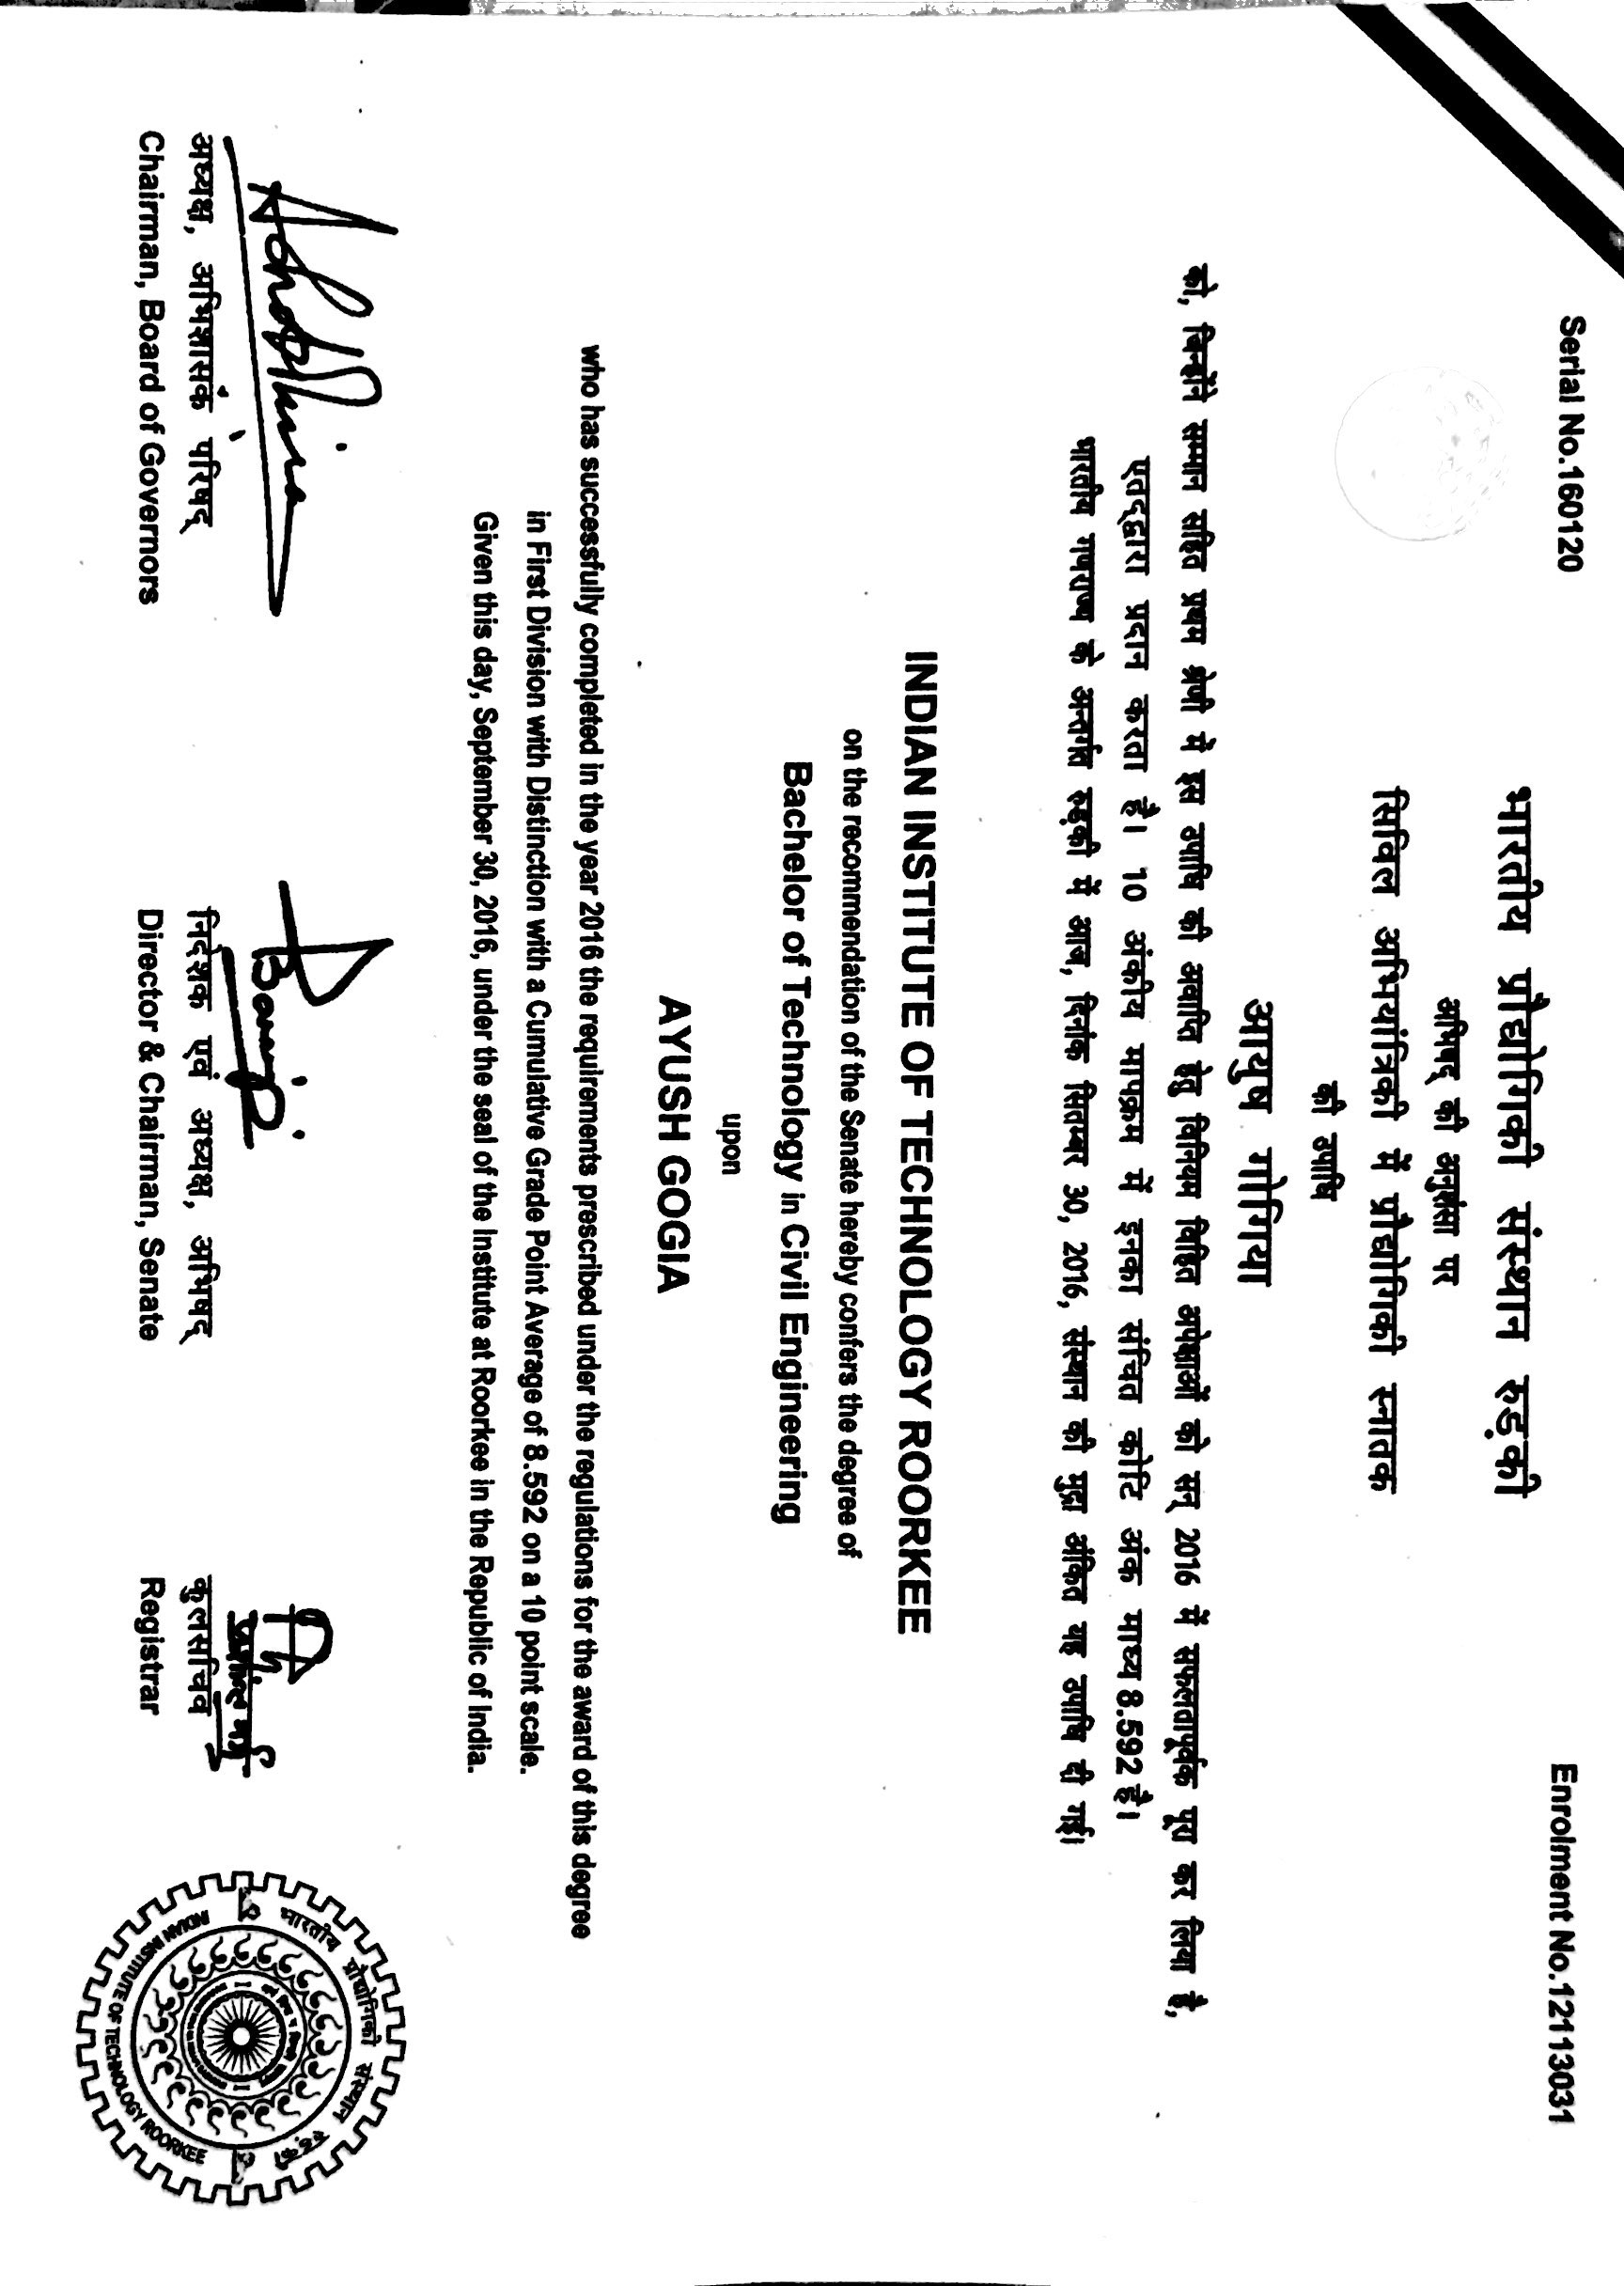 Serial No.160120
Enrolment No.12113031
भारतीय प्रौद्योगिकी संस्थान रुड़की
अभिषद् की अनुशंसा पर
सिविल अभियांत्रिकी में प्रौद्योगिकी स्नातक
की उपाधि
आयुष गोगिया
को, जिन्होंने सम्मान सहित प्रथम श्रेणी में इस उपाधि की अवाप्ति हेतु विनियम विहित अपेक्षाओं को सन् 2016 में सफलतापूर्वक पूरा कर लिया है,
एतद्द्वारा प्रदान करता है। 10 अंकीय मापक्रम में इनका संचित कोटि अंक माध्य 8.592 है।
भारतीय गणराज्य के अन्तर्गत रुड़की में आज, दिनांक सितम्बर 30, 2016, संस्थान की मुद्रा अंकित यह उपाधि दी गई।
INDIAN INSTITUTE OF TECHNOLOGY ROORKEE
on the recommendation of the Senate hereby confers the degree of
Bachelor of Technology in Civil Engineering
upon
AYUSH GOGIA
who has successfully completed in the year 2016 the requirements prescribed under the regulations for the award of this degree
in First Division with Distinction with a Cumulative Grade Point Average of 8.592 on a 10 point scale.
Given this day, September 30, 2016, under the seal of the Institute at Roorkee in the Republic of India.
अध्यक्ष, अभिशासक परिषद्
Chairman, Board of Governors
निदेशक एवं अध्यक्ष, अभिषद्
Director & Chairman, Senate
कुलसचिव
Registrar
भारतीय प्रौद्योगिकी संस्थान रुड़की
INDIAN INSTITUTE OF TECHNOLOGY ROORKEE